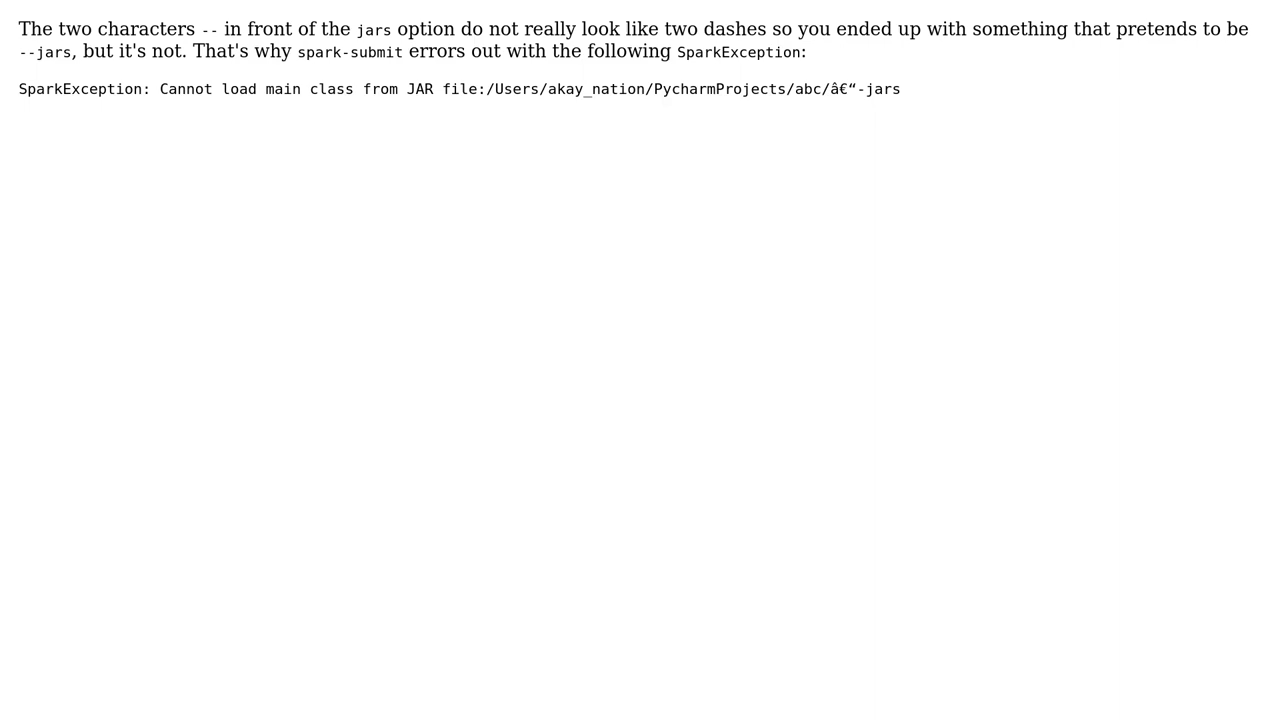 The two characters -- in front of the jars option do not really look like two dashes so you ended up with something that pretends to be
--jars, but it's not. That's why spark-submit errors out with the following SparkException:
SparkException: Cannot load main class from JAR file:/Users/akay_nation/PycharmProjects/abc/â€“-jars